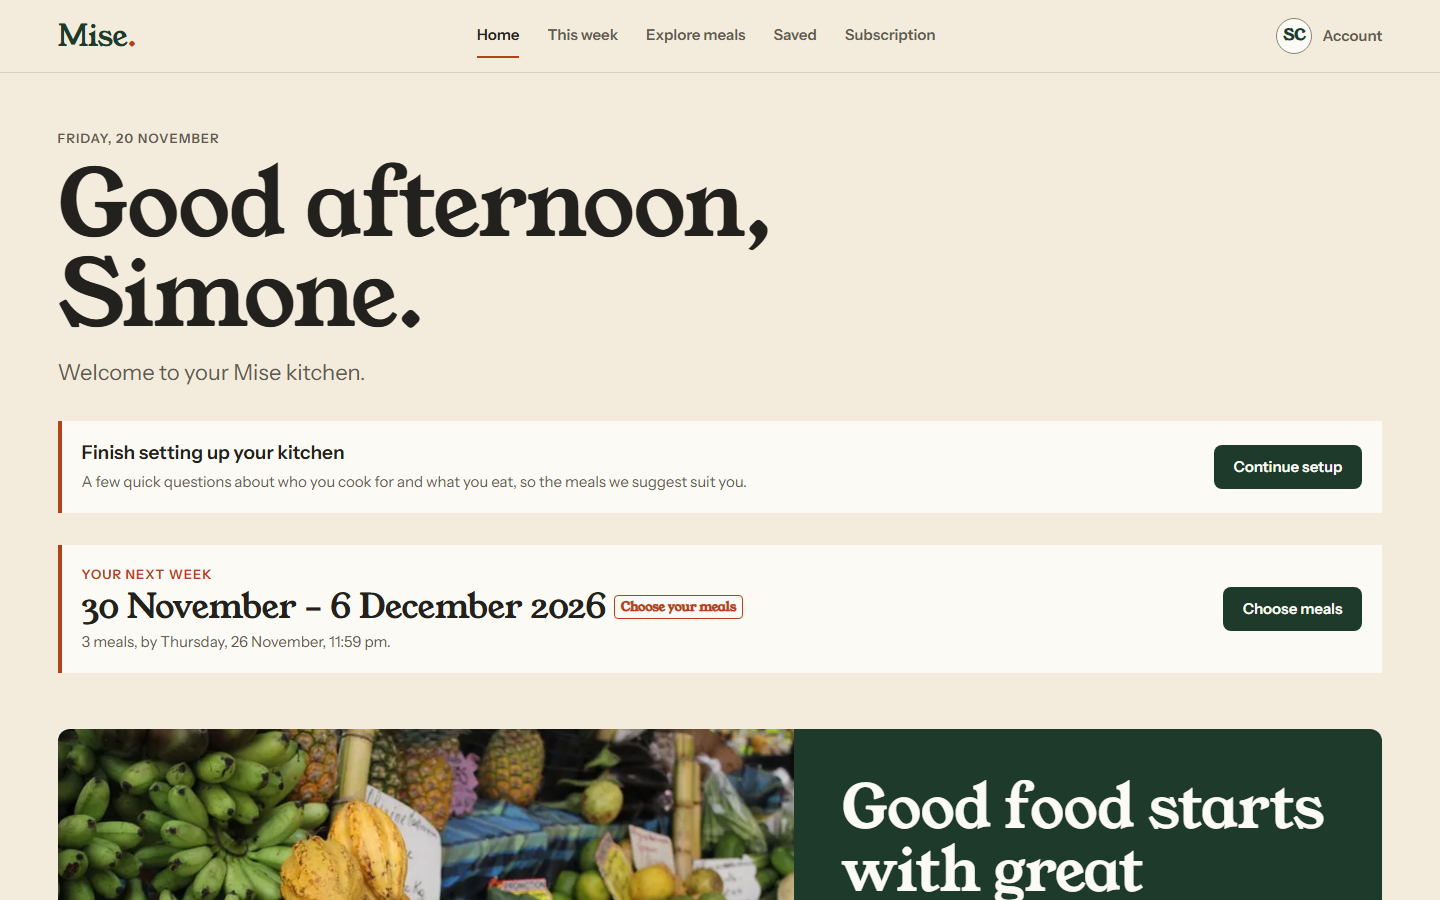 Mise.
Home
This week
Explore meals
Saved
Subscription
SC
Account
FRIDAY, 20 NOVEMBER
Good afternoon,
Simone.
Welcome to your Mise kitchen.
Finish setting up your kitchen
A few quick questions about who you cook for and what you eat, so the meals we suggest suit you.
Continue setup
YOUR NEXT WEEK
30 November – 6 December 2026
Choose your meals
3 meals, by Thursday, 26 November, 11:59 pm.
Choose meals
Good food starts
with great